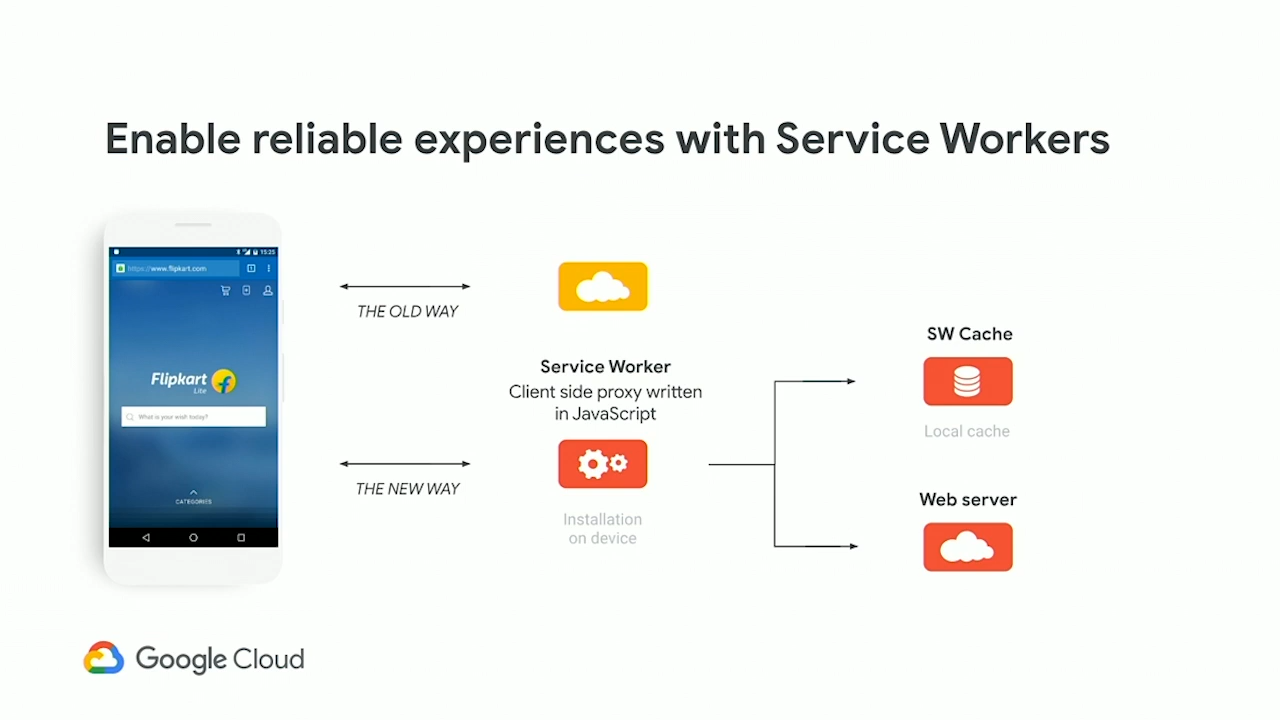 Enable reliable experiences with Service Workers
15:25
https://www.flipkart.com
Flipkart
Lite
What is your wish today?
CATEGORIES
THE OLD WAY
Service Worker
Client side proxy written
in JavaScript
THE NEW WAY
Installation
on device
SW Cache
Local cache
Web server
Google Cloud